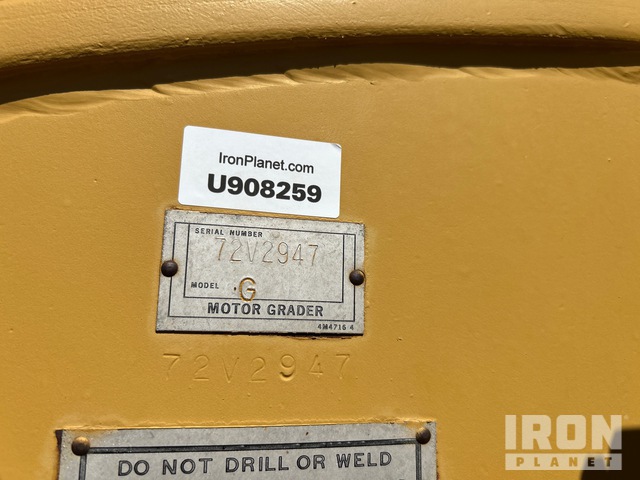 IronPlanet.com
U908259
SERIAL NUMBER
72V2947
MODEL G
MOTOR GRADER
4M4716 4
72V2947
DO NOT DRILL OR WELD
IRON
PLANET